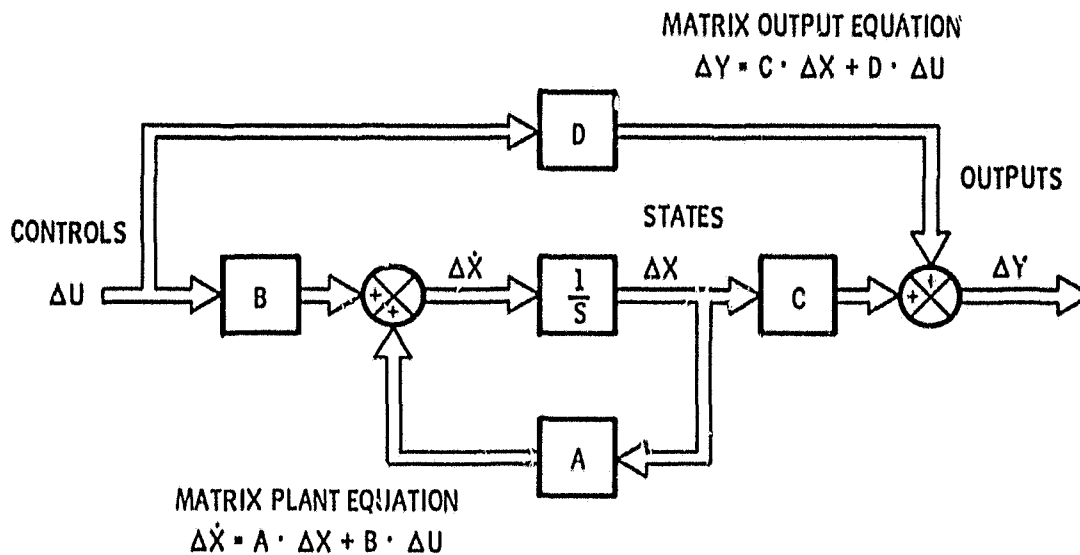 MATRIX OUTPUT EQUATION
ΔY = C · ΔX + D · ΔU
D
OUTPUTS
CONTROLS
STATES
ΔU
B
+
+
ΔẊ
1
S
ΔX
C
+
+
ΔY
A
MATRIX PLANT EQUATION
ΔẊ = A · ΔX + B · ΔU